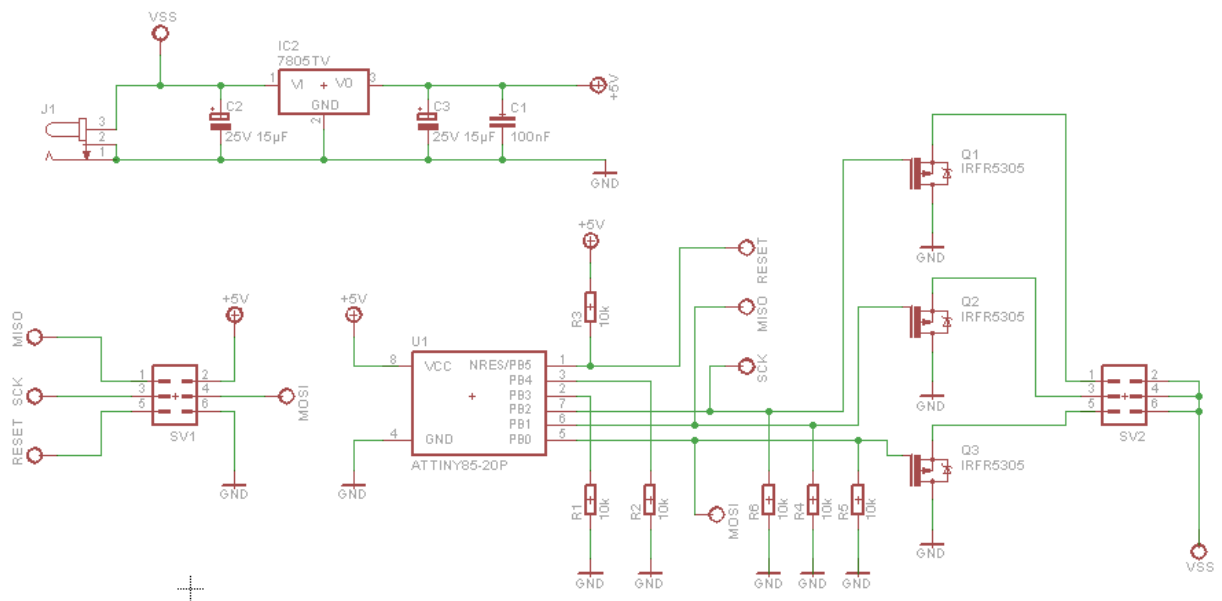 VSS
IC2
7805TV
1
VI
VO
3
GND
2
+5V
J1
3
2
1
C2
25V 15µF
C3
25V 15µF
C1
100nF
GND
Q1
IRFR5305
GND
+5V
R3
10k
RESET
MISO
SCK
Q2
IRFR5305
GND
MISO
SCK
RESET
+5V
1
2
3
4
5
6
SV1
MOSI
GND
+5V
U1
8
VCC
NRES/PB5
1
PB4
3
PB3
2
PB2
7
PB1
6
4
GND
PB0
5
ATTINY85-20P
GND
R1
10k
GND
R2
10k
GND
MOSI
R6
10k
GND
R4
10k
GND
R5
10k
GND
Q3
IRFR5305
GND
1
2
3
4
5
6
SV2
VSS